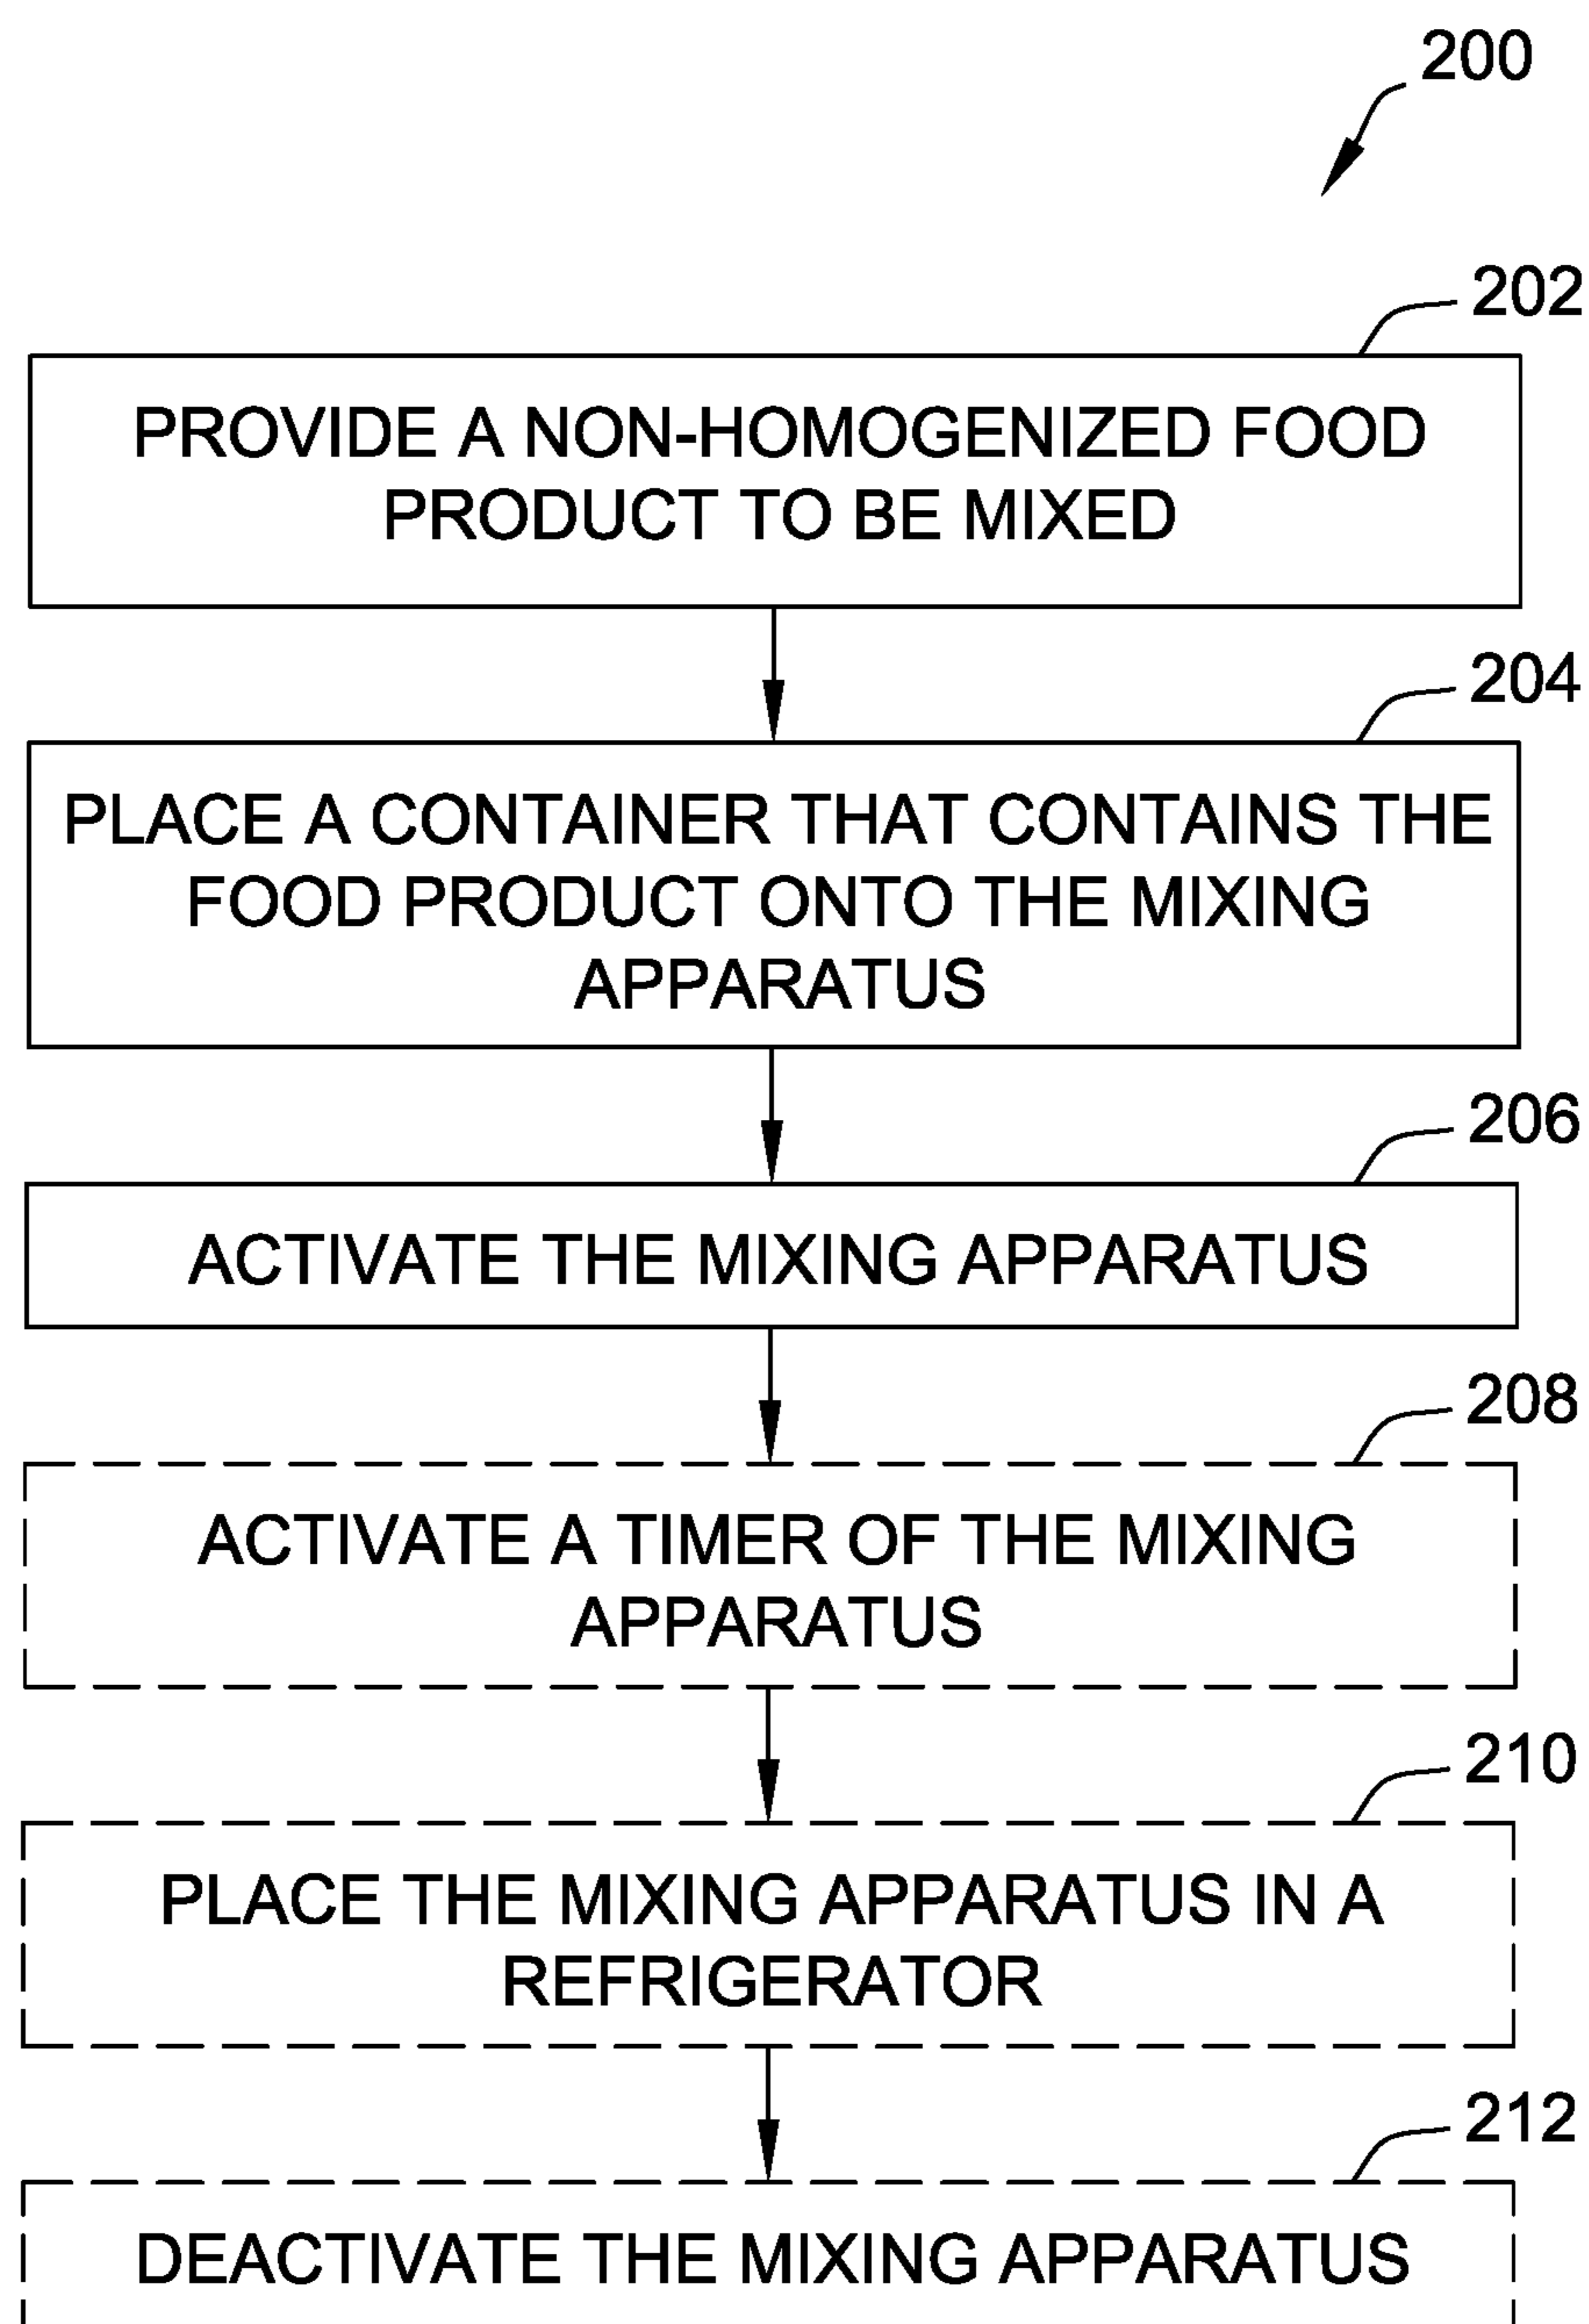 200
202
PROVIDE A NON-HOMOGENIZED FOOD
PRODUCT TO BE MIXED
204
PLACE A CONTAINER THAT CONTAINS THE
FOOD PRODUCT ONTO THE MIXING
APPARATUS
206
ACTIVATE THE MIXING APPARATUS
208
ACTIVATE A TIMER OF THE MIXING
APPARATUS
210
PLACE THE MIXING APPARATUS IN A
REFRIGERATOR
212
DEACTIVATE THE MIXING APPARATUS